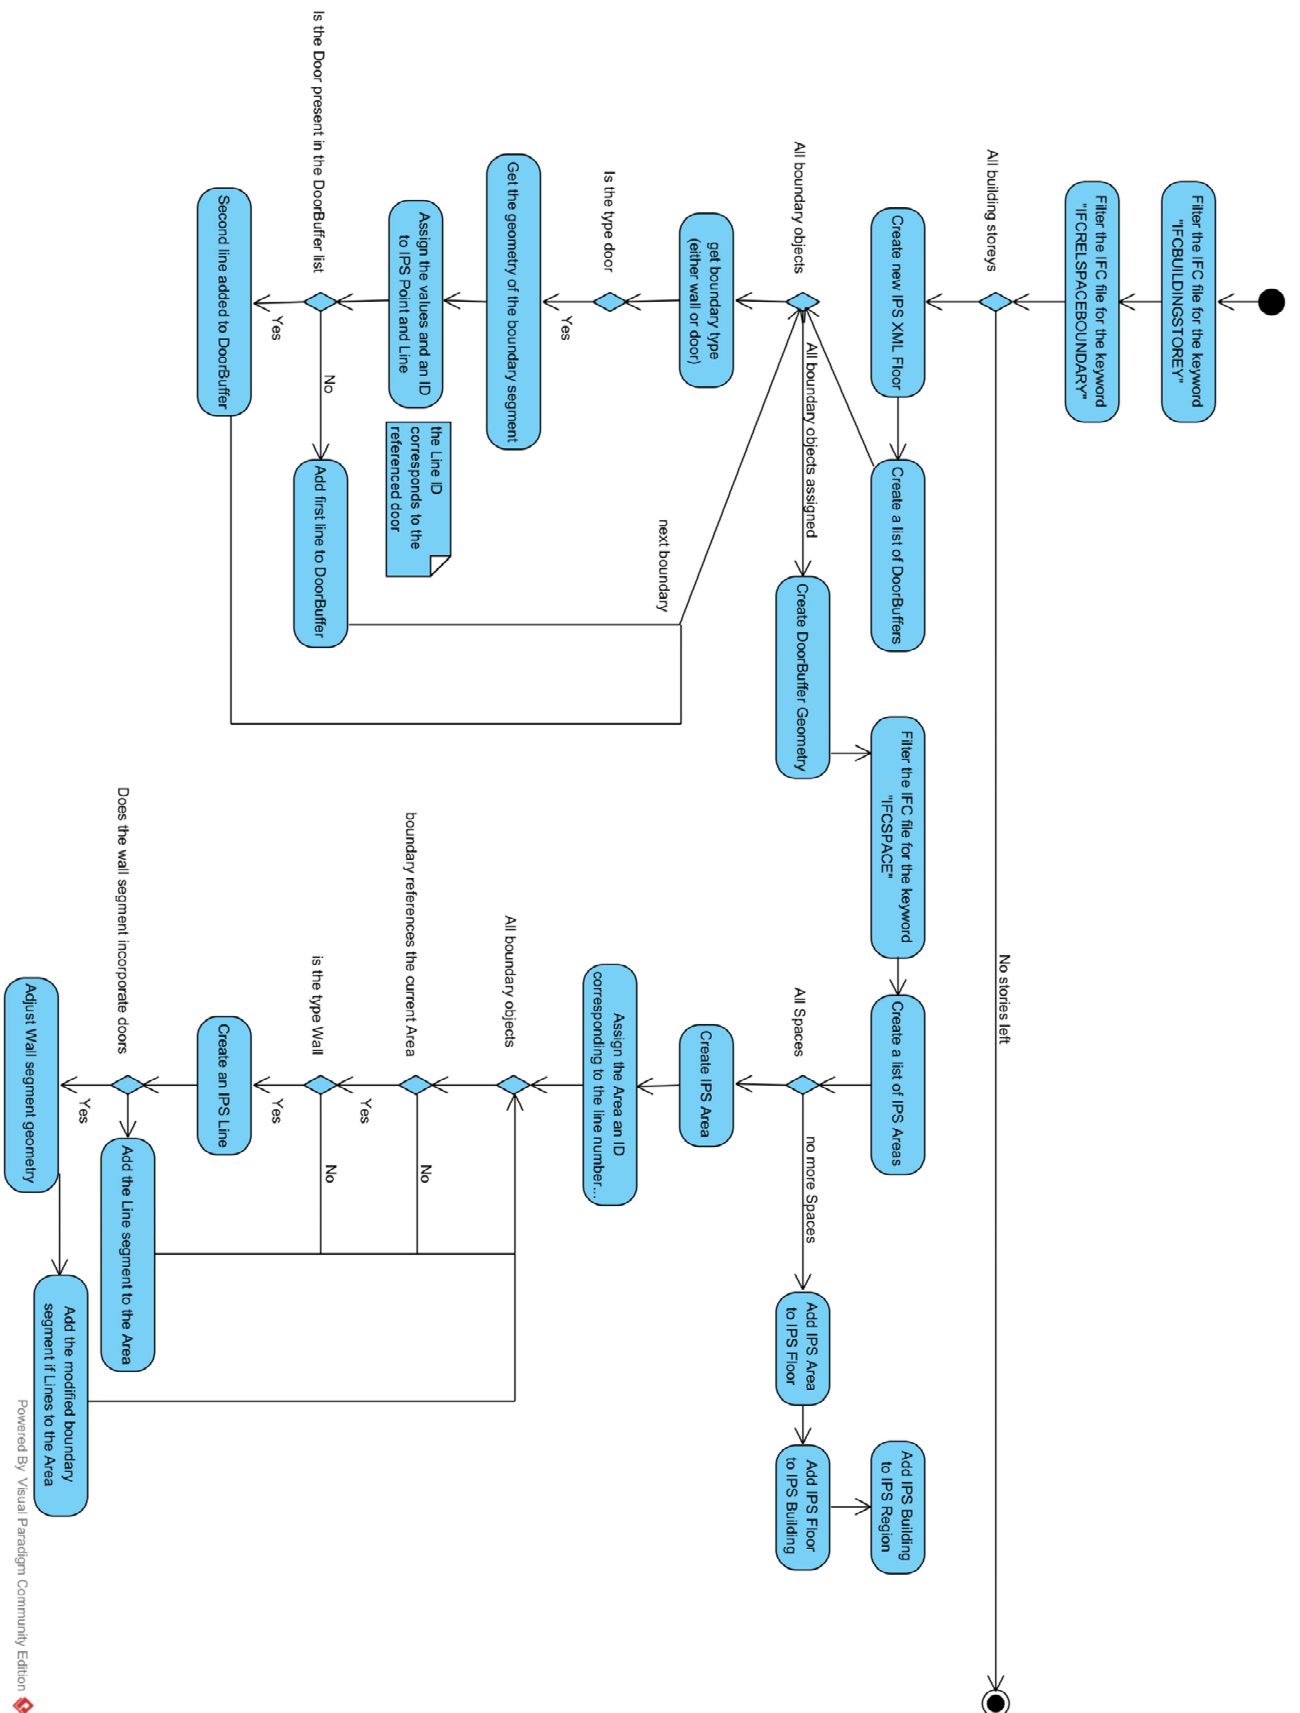 Filter the IFC file for the keyword
"IFCBUILDINGSTOREY"
Filter the IFC file for the keyword
"IFCRELSPACEBOUNDARY"
All building storeys
No stories left
Create new IPS XML Floor
Create a list of DoorBuffers
All boundary objects
All boundary objects assigned
Create DoorBuffer Geometry
get boundary type
(either wall or door)
Is the type door
Yes
Get the geometry of the boundary segment
next boundary
Assign the values and an ID
to IPS Point and Line
the Line ID
corresponds to the
referenced door
Is the Door present in the DoorBuffer list
No
Yes
Add first line to DoorBuffer
Second line added to DoorBuffer
Filter the IFC file for the keyword
"IFCSPACE"
Create a list of IPS Areas
All Spaces
no more Spaces
Add IPS Area
to IPS Floor
Add IPS Floor
to IPS Building
Add IPS Building
to IPS Region
Create IPS Area
Assign the Area an ID
corresponding to the line number...
All boundary objects
boundary references the current Area
No
Yes
is the type Wall
No
Yes
Create an IPS Line
Does the wall segment incorporate doors
Yes
Add the Line segment to the Area
Adjust Wall segment geometry
Add the modified boundary
segment if Lines to the Area
Powered By Visual Paradigm Community Edition